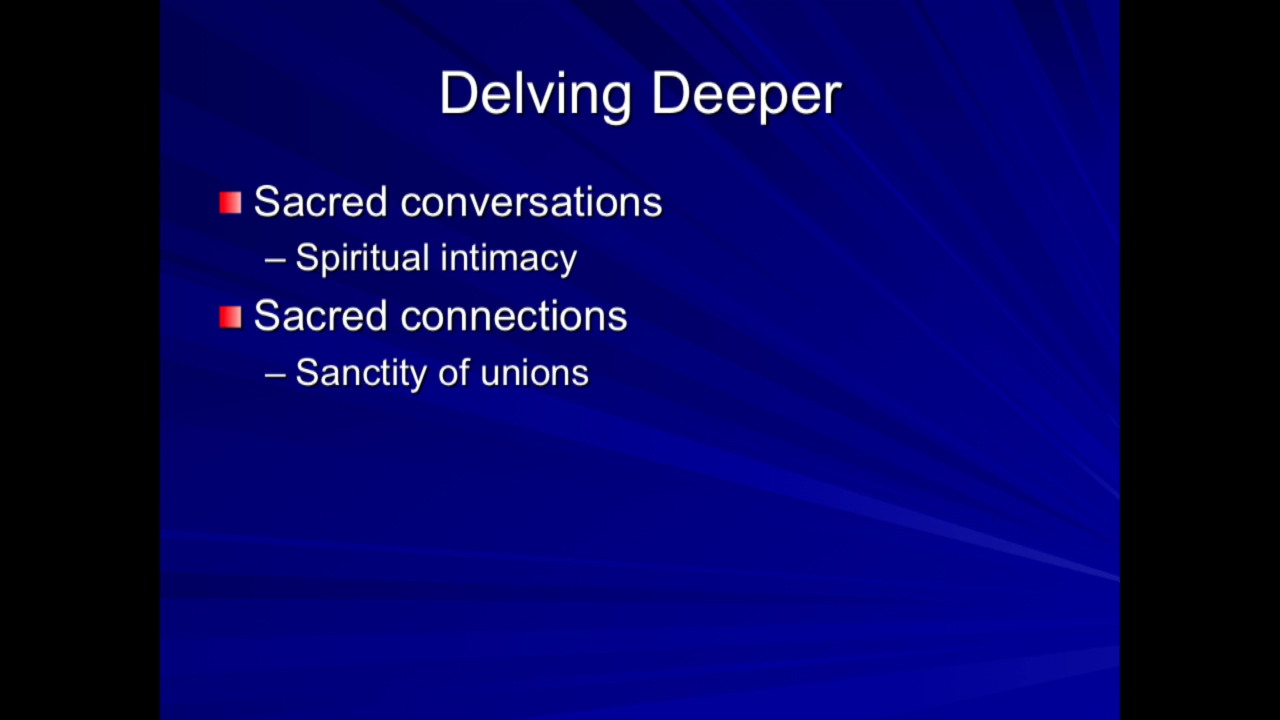 Delving Deeper
Sacred conversations
– Spiritual intimacy
Sacred connections
– Sanctity of unions